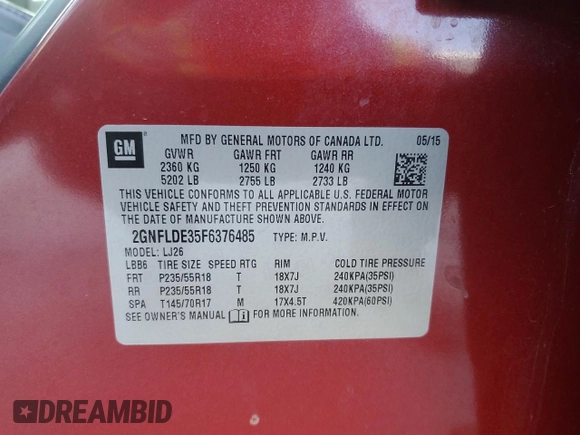 GM
MFD BY GENERAL MOTORS OF CANADA LTD. 05/15
GVWR GAWR FRT GAWR RR
2360 KG 1250 KG 1240 KG
5202 LB 2755 LB 2733 LB
THIS VEHICLE CONFORMS TO ALL APPLICABLE U.S. FEDERAL MOTOR
VEHICLE SAFETY AND THEFT PREVENTION STANDARDS IN EFFECT ON
THE DATE OF MANUFACTURE SHOWN ABOVE.
2GNFLDE35F6376485 TYPE: M.P.V.
MODEL: LJ26
LBB6 TIRE SIZE SPEED RTG RIM COLD TIRE PRESSURE
FRT P235/55R18 T 18X7J 240KPA(35PSI)
RR P235/55R18 T 18X7J 240KPA(35PSI)
SPA T145/70R17 M 17X4.5T 420KPA(60PSI)
SEE OWNER'S MANUAL i FOR MORE INFORMATION.
DREAMBID